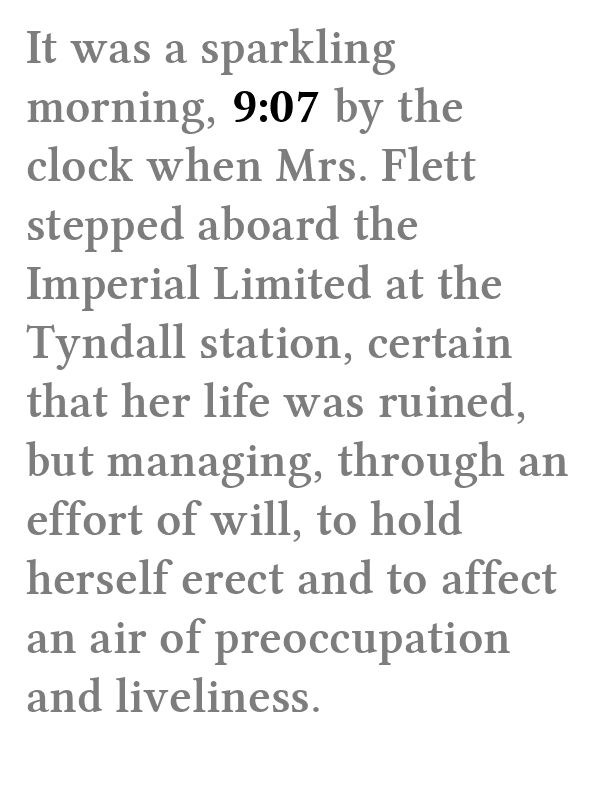 It was a sparkling
morning, 9:07 by the
clock when Mrs. Flett
stepped aboard the
Imperial Limited at the
Tyndall station, certain
that her life was ruined,
but managing, through an
effort of will, to hold
herself erect and to affect
an air of preoccupation
and liveliness.